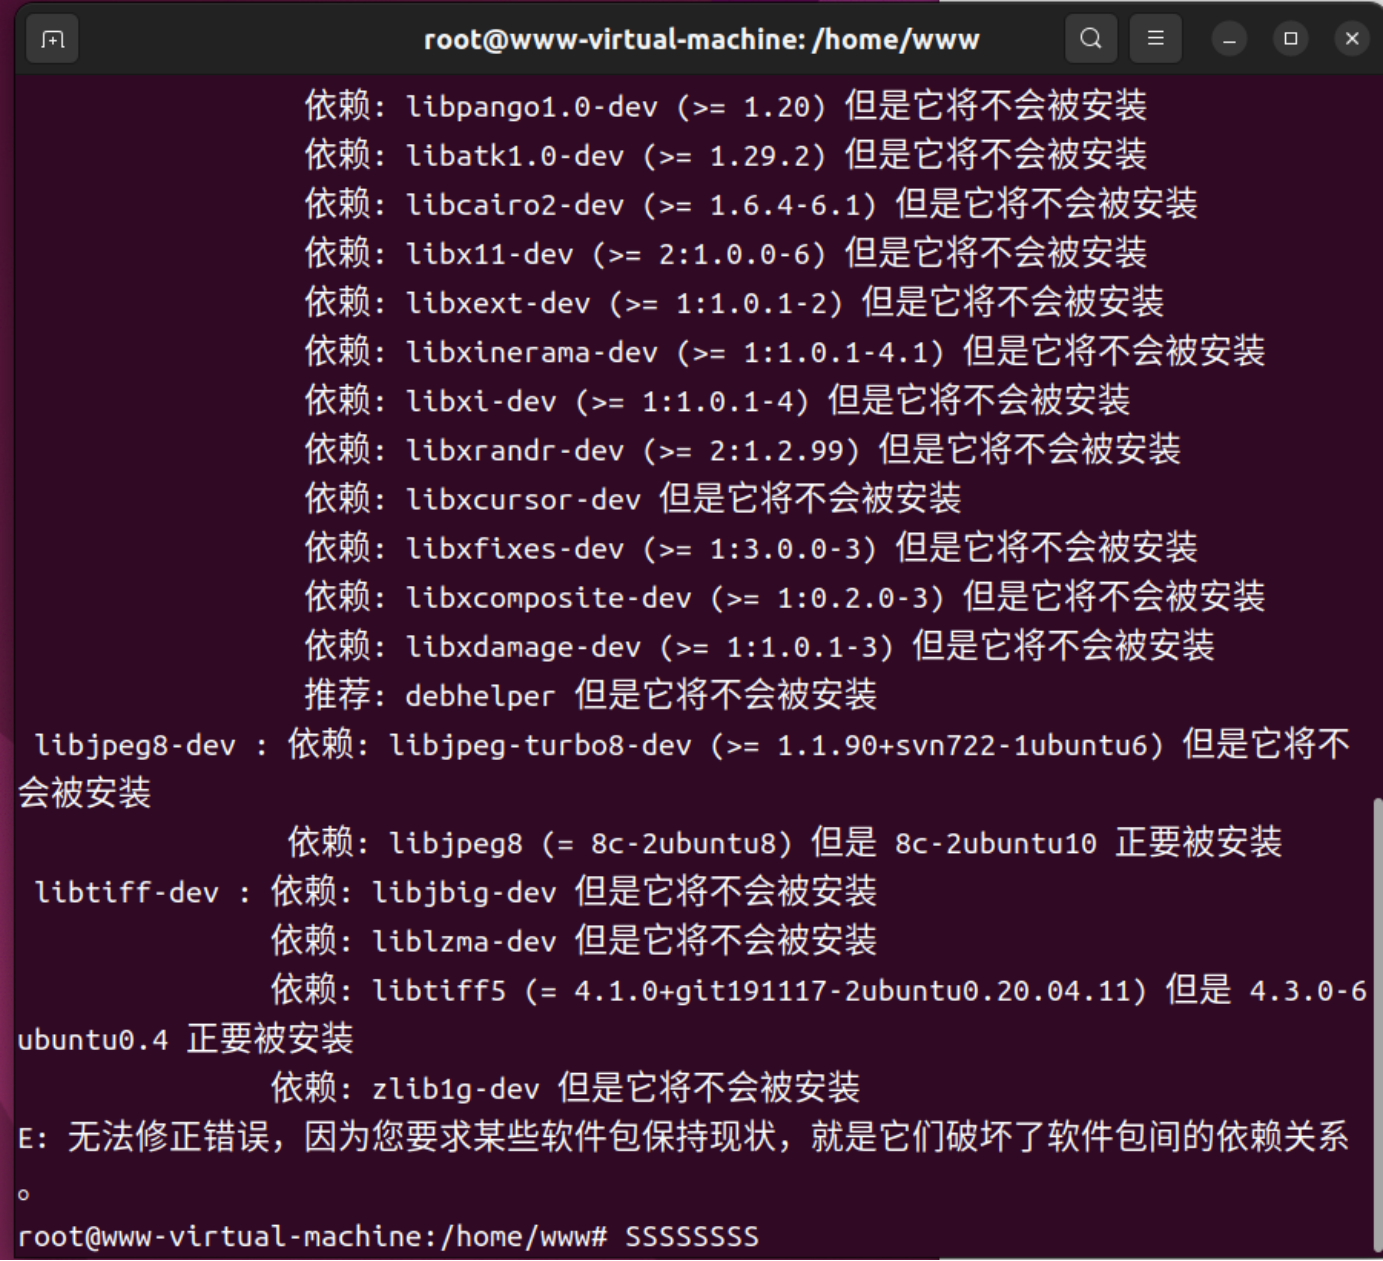 root@www-virtual-machine: /home/www
依赖: libpango1.0-dev (>= 1.20) 但是它将不会被安装
依赖: libatk1.0-dev (>= 1.29.2) 但是它将不会被安装
依赖: libcairo2-dev (>= 1.6.4-6.1) 但是它将不会被安装
依赖: libx11-dev (>= 2:1.0.0-6) 但是它将不会被安装
依赖: libxext-dev (>= 1:1.0.1-2) 但是它将不会被安装
依赖: libxinerama-dev (>= 1:1.0.1-4.1) 但是它将不会被安装
依赖: libxi-dev (>= 1:1.0.1-4) 但是它将不会被安装
依赖: libxrandr-dev (>= 2:1.2.99) 但是它将不会被安装
依赖: libxcursor-dev 但是它将不会被安装
依赖: libxfixes-dev (>= 1:3.0.0-3) 但是它将不会被安装
依赖: libxcomposite-dev (>= 1:0.2.0-3) 但是它将不会被安装
依赖: libxdamage-dev (>= 1:1.0.1-3) 但是它将不会被安装
推荐: debhelper 但是它将不会被安装
libjpeg8-dev : 依赖: libjpeg-turbo8-dev (>= 1.1.90+svn722-1ubuntu6) 但是它将不
会被安装
依赖: libjpeg8 (= 8c-2ubuntu8) 但是 8c-2ubuntu10 正要被安装
libtiff-dev : 依赖: libjbig-dev 但是它将不会被安装
依赖: liblzma-dev 但是它将不会被安装
依赖: libtiff5 (= 4.1.0+git191117-2ubuntu0.20.04.11) 但是 4.3.0-6
ubuntu0.4 正要被安装
依赖: zlib1g-dev 但是它将不会被安装
E: 无法修正错误，因为您要求某些软件包保持现状，就是它们破坏了软件包间的依赖关系
。
root@www-virtual-machine:/home/www# SSSSSSSS